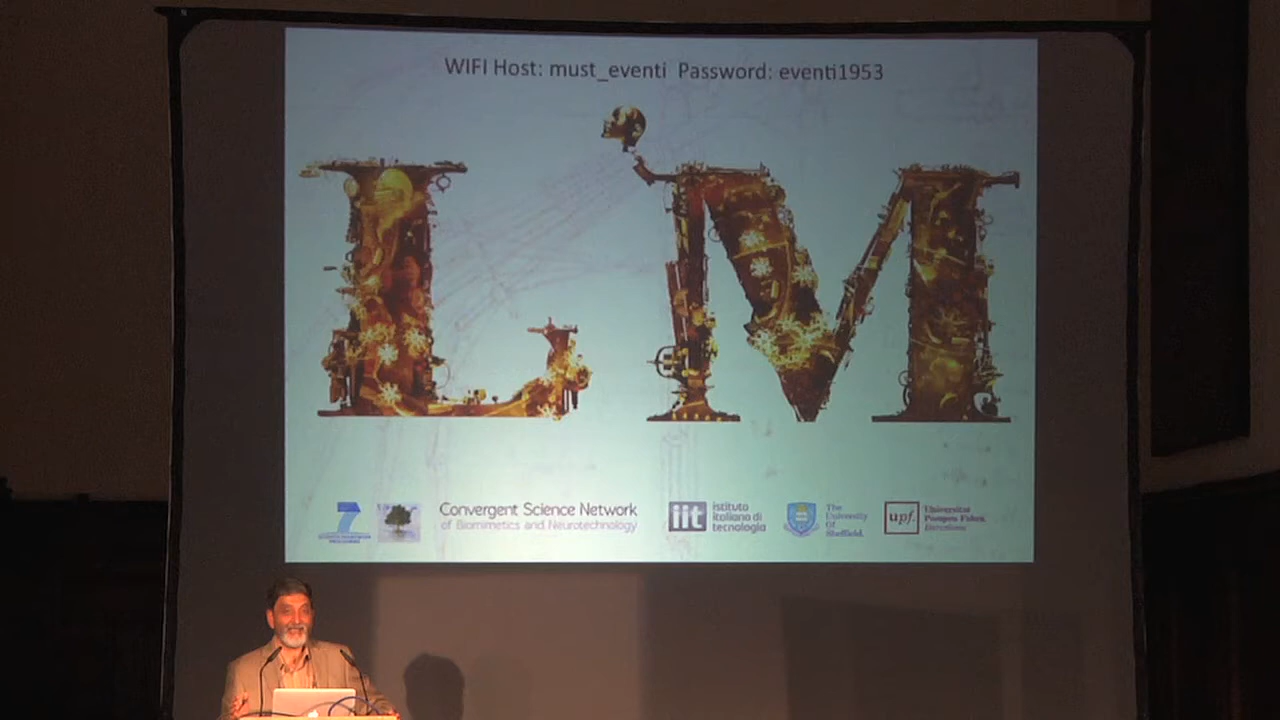 WIFI Host: must_eventi Password: eventi1953
LM
7
Convergent Science Network
of Biomimetics and Neurotechnology
iit
istituto
italiano di
tecnologia
The
University
Of
Sheffield.
upf.
Universitat
Pompeu Fabra
Barcelona